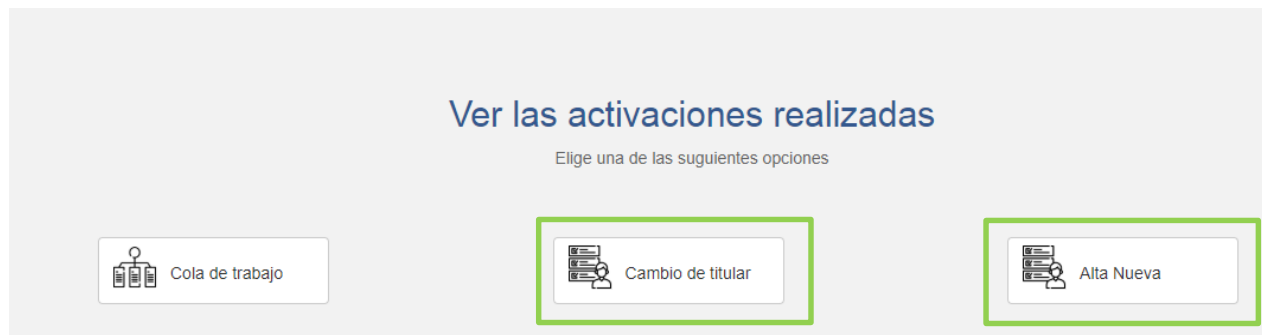 Ver las activaciones realizadas
Elige una de las suguientes opciones
Cola de trabajo
Cambio de titular
Alta Nueva